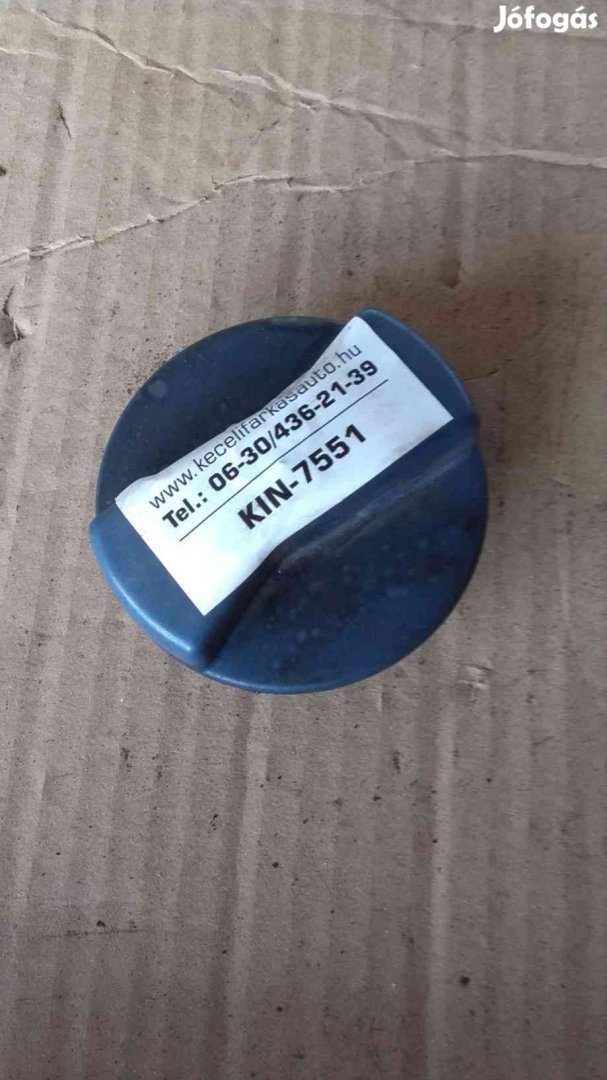 Jófogás
www.kecelifarkasauto.hu
Tel.: 06-30/436-21-39
KIN-7551